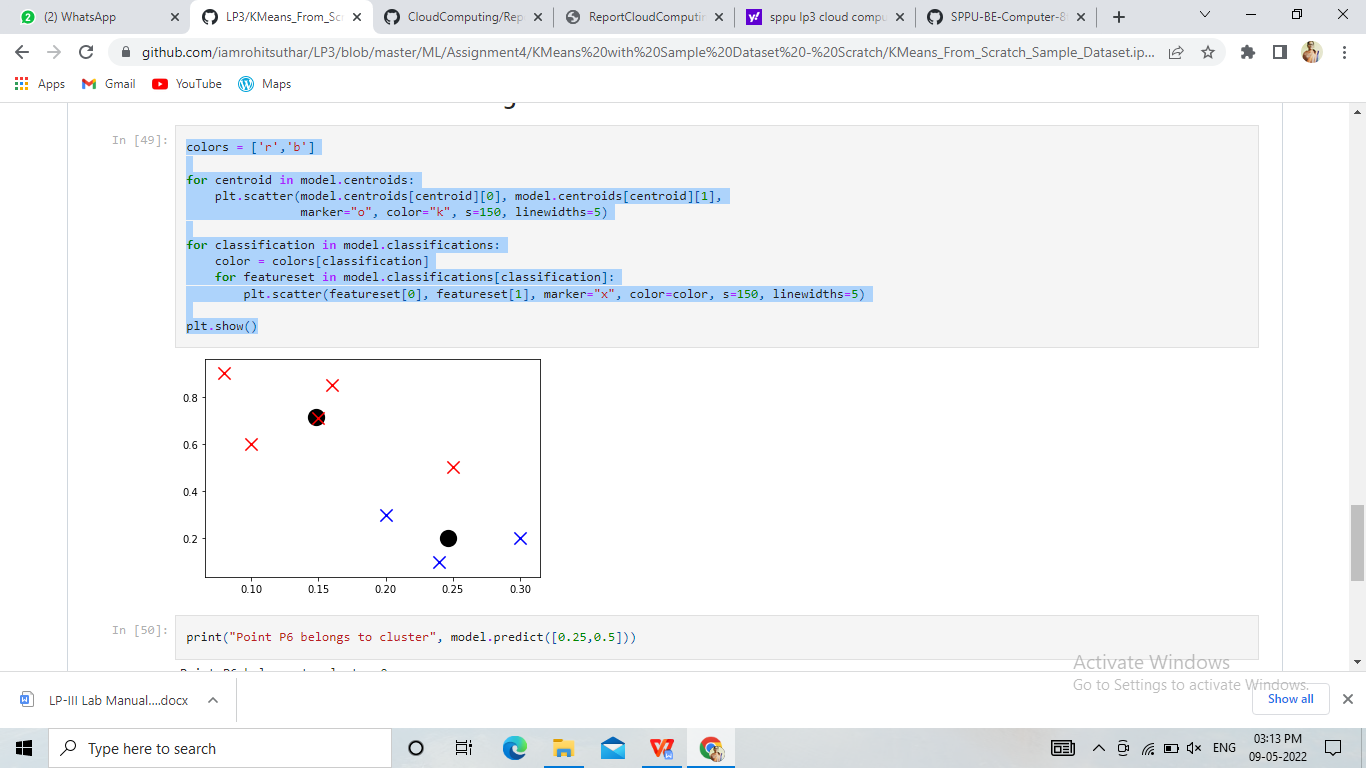 (2) WhatsApp
LP3/KMeans_From_Sc
CloudComputing/Rep
ReportCloudComputin
sppu lp3 cloud compu
SPPU-BE-Computer-8
github.com/iamrohitsuthar/LP3/blob/master/ML/Assignment4/KMeans%20with%20Sample%20Dataset%20-%20Scratch/KMeans_From_Scratch_Sample_Dataset.ip...
Apps
Gmail
YouTube
Maps
In [49]:
colors = ['r','b']
for centroid in model.centroids:
    plt.scatter(model.centroids[centroid][0], model.centroids[centroid][1],
                marker="o", color="k", s=150, linewidths=5)
for classification in model.classifications:
    color = colors[classification]
    for featureset in model.classifications[classification]:
        plt.scatter(featureset[0], featureset[1], marker="x", color=color, s=150, linewidths=5)
plt.show()
0.8
0.6
0.4
0.2
0.10 0.15 0.20 0.25 0.30
In [50]:
print("Point P6 belongs to cluster", model.predict([0.25,0.5]))
Activate Windows
Go to Settings to activate Windows.
LP-III Lab Manual....docx
Show all
Type here to search
ENG
03:13 PM
09-05-2022